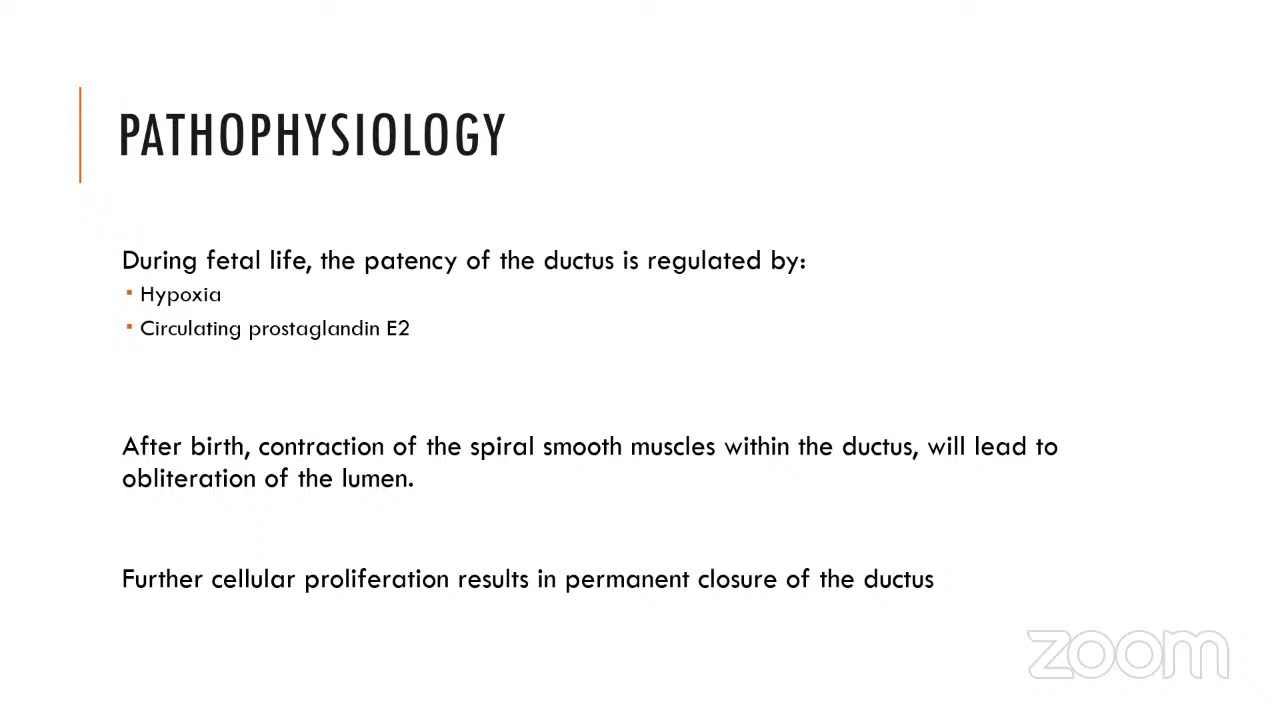 PATHOPHYSIOLOGY
During fetal life, the patency of the ductus is regulated by:
Hypoxia
Circulating prostaglandin E2
After birth, contraction of the spiral smooth muscles within the ductus, will lead to
obliteration of the lumen.
Further cellular proliferation results in permanent closure of the ductus
zoom